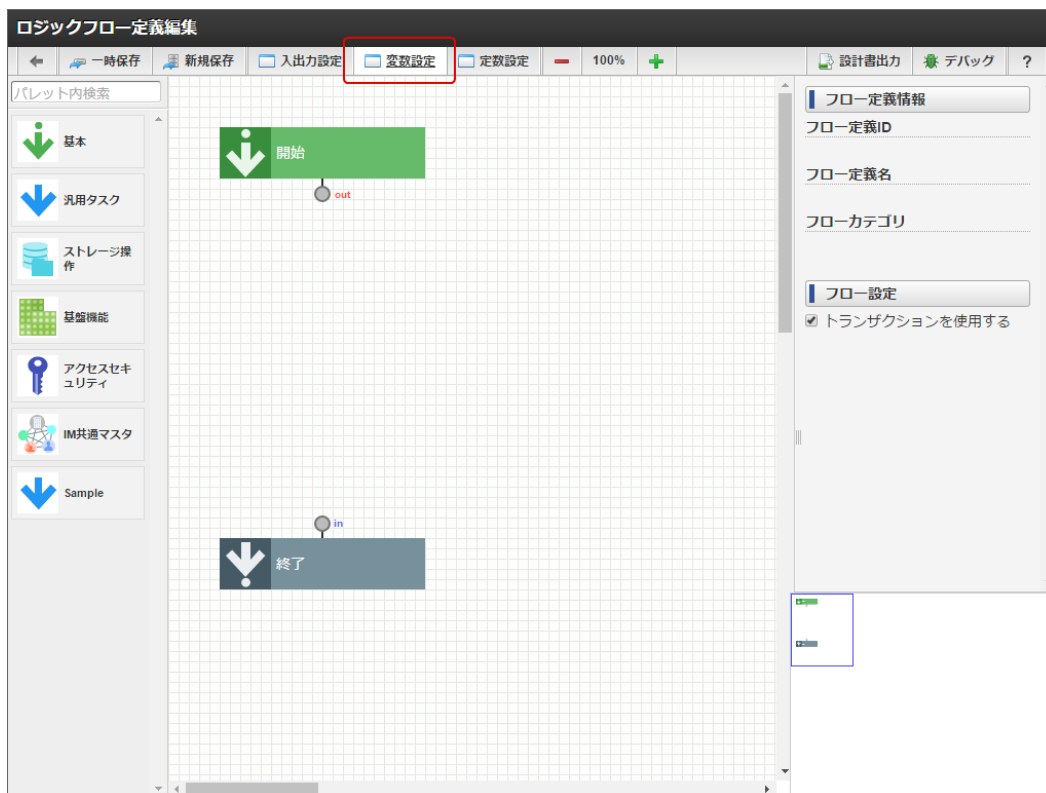 ロジックフロー定義編集
一時保存 新規保存 入出力設定 変数設定 定数設定 100% 設計書出力 デバッグ ?
パレット内検索
基本
汎用タスク
ストレージ操
作
基盤機能
アクセスセキ
ュリティ
IM共通マスタ
Sample
開始
out
in
終了
フロー定義情報
フロー定義ID
フロー定義名
フローカテゴリ
フロー設定
トランザクションを使用する